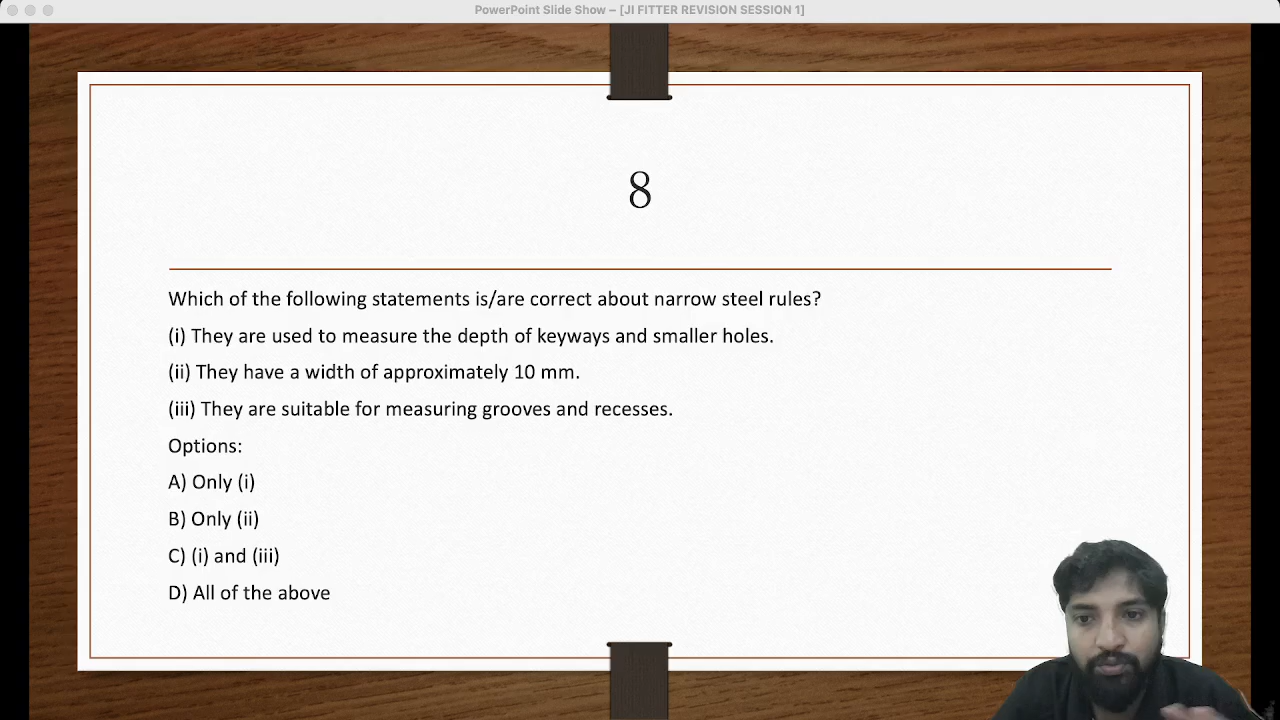 PowerPoint Slide Show – [JI FITTER REVISION SESSION 1]
8
Which of the following statements is/are correct about narrow steel rules?
(i) They are used to measure the depth of keyways and smaller holes.
(ii) They have a width of approximately 10 mm.
(iii) They are suitable for measuring grooves and recesses.
Options:
A) Only (i)
B) Only (ii)
C) (i) and (iii)
D) All of the above